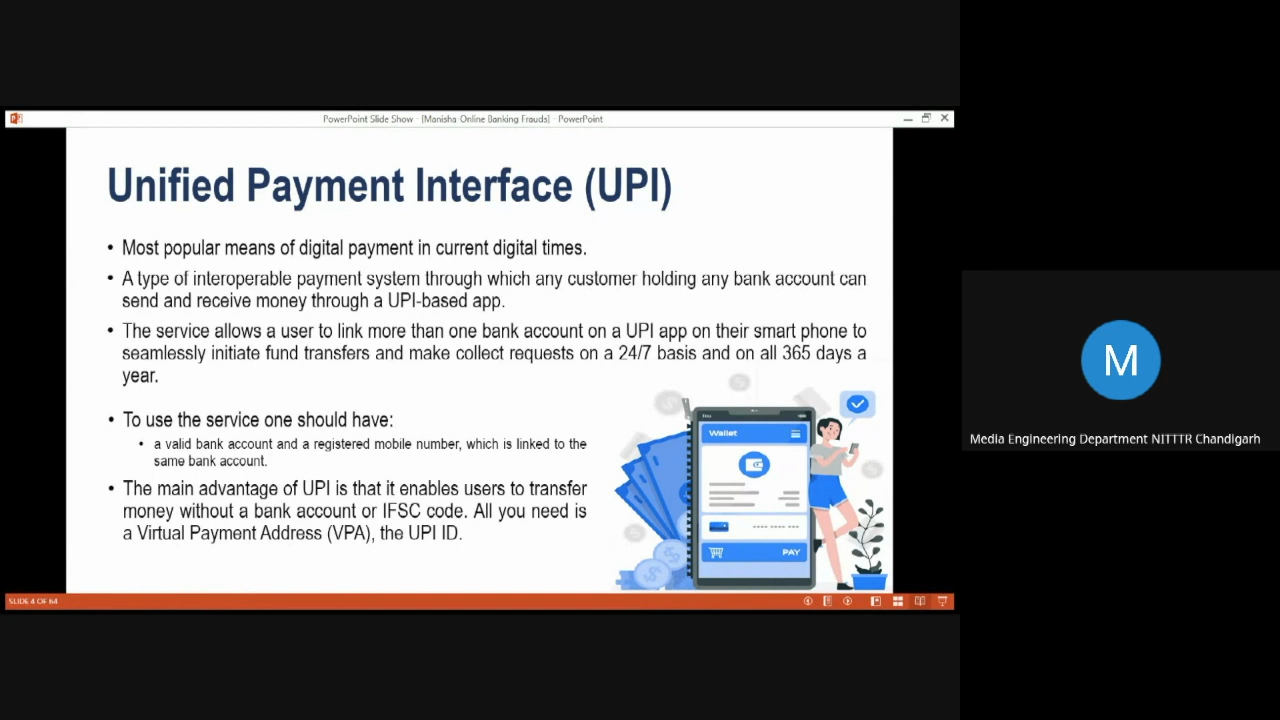 PowerPoint Slide Show - [Manisha-Online Banking Frauds] - PowerPoint
Unified Payment Interface (UPI)
• Most popular means of digital payment in current digital times.
• A type of interoperable payment system through which any customer holding any bank account can
send and receive money through a UPI-based app.
• The service allows a user to link more than one bank account on a UPI app on their smart phone to
seamlessly initiate fund transfers and make collect requests on a 24/7 basis and on all 365 days a
year.
• To use the service one should have:
• a valid bank account and a registered mobile number, which is linked to the
same bank account.
• The main advantage of UPI is that it enables users to transfer
money without a bank account or IFSC code. All you need is
a Virtual Payment Address (VPA), the UPI ID.
Wallet
PAY
SLIDE 4 OF 64
M
Media Engineering Department NITTTR Chandigarh